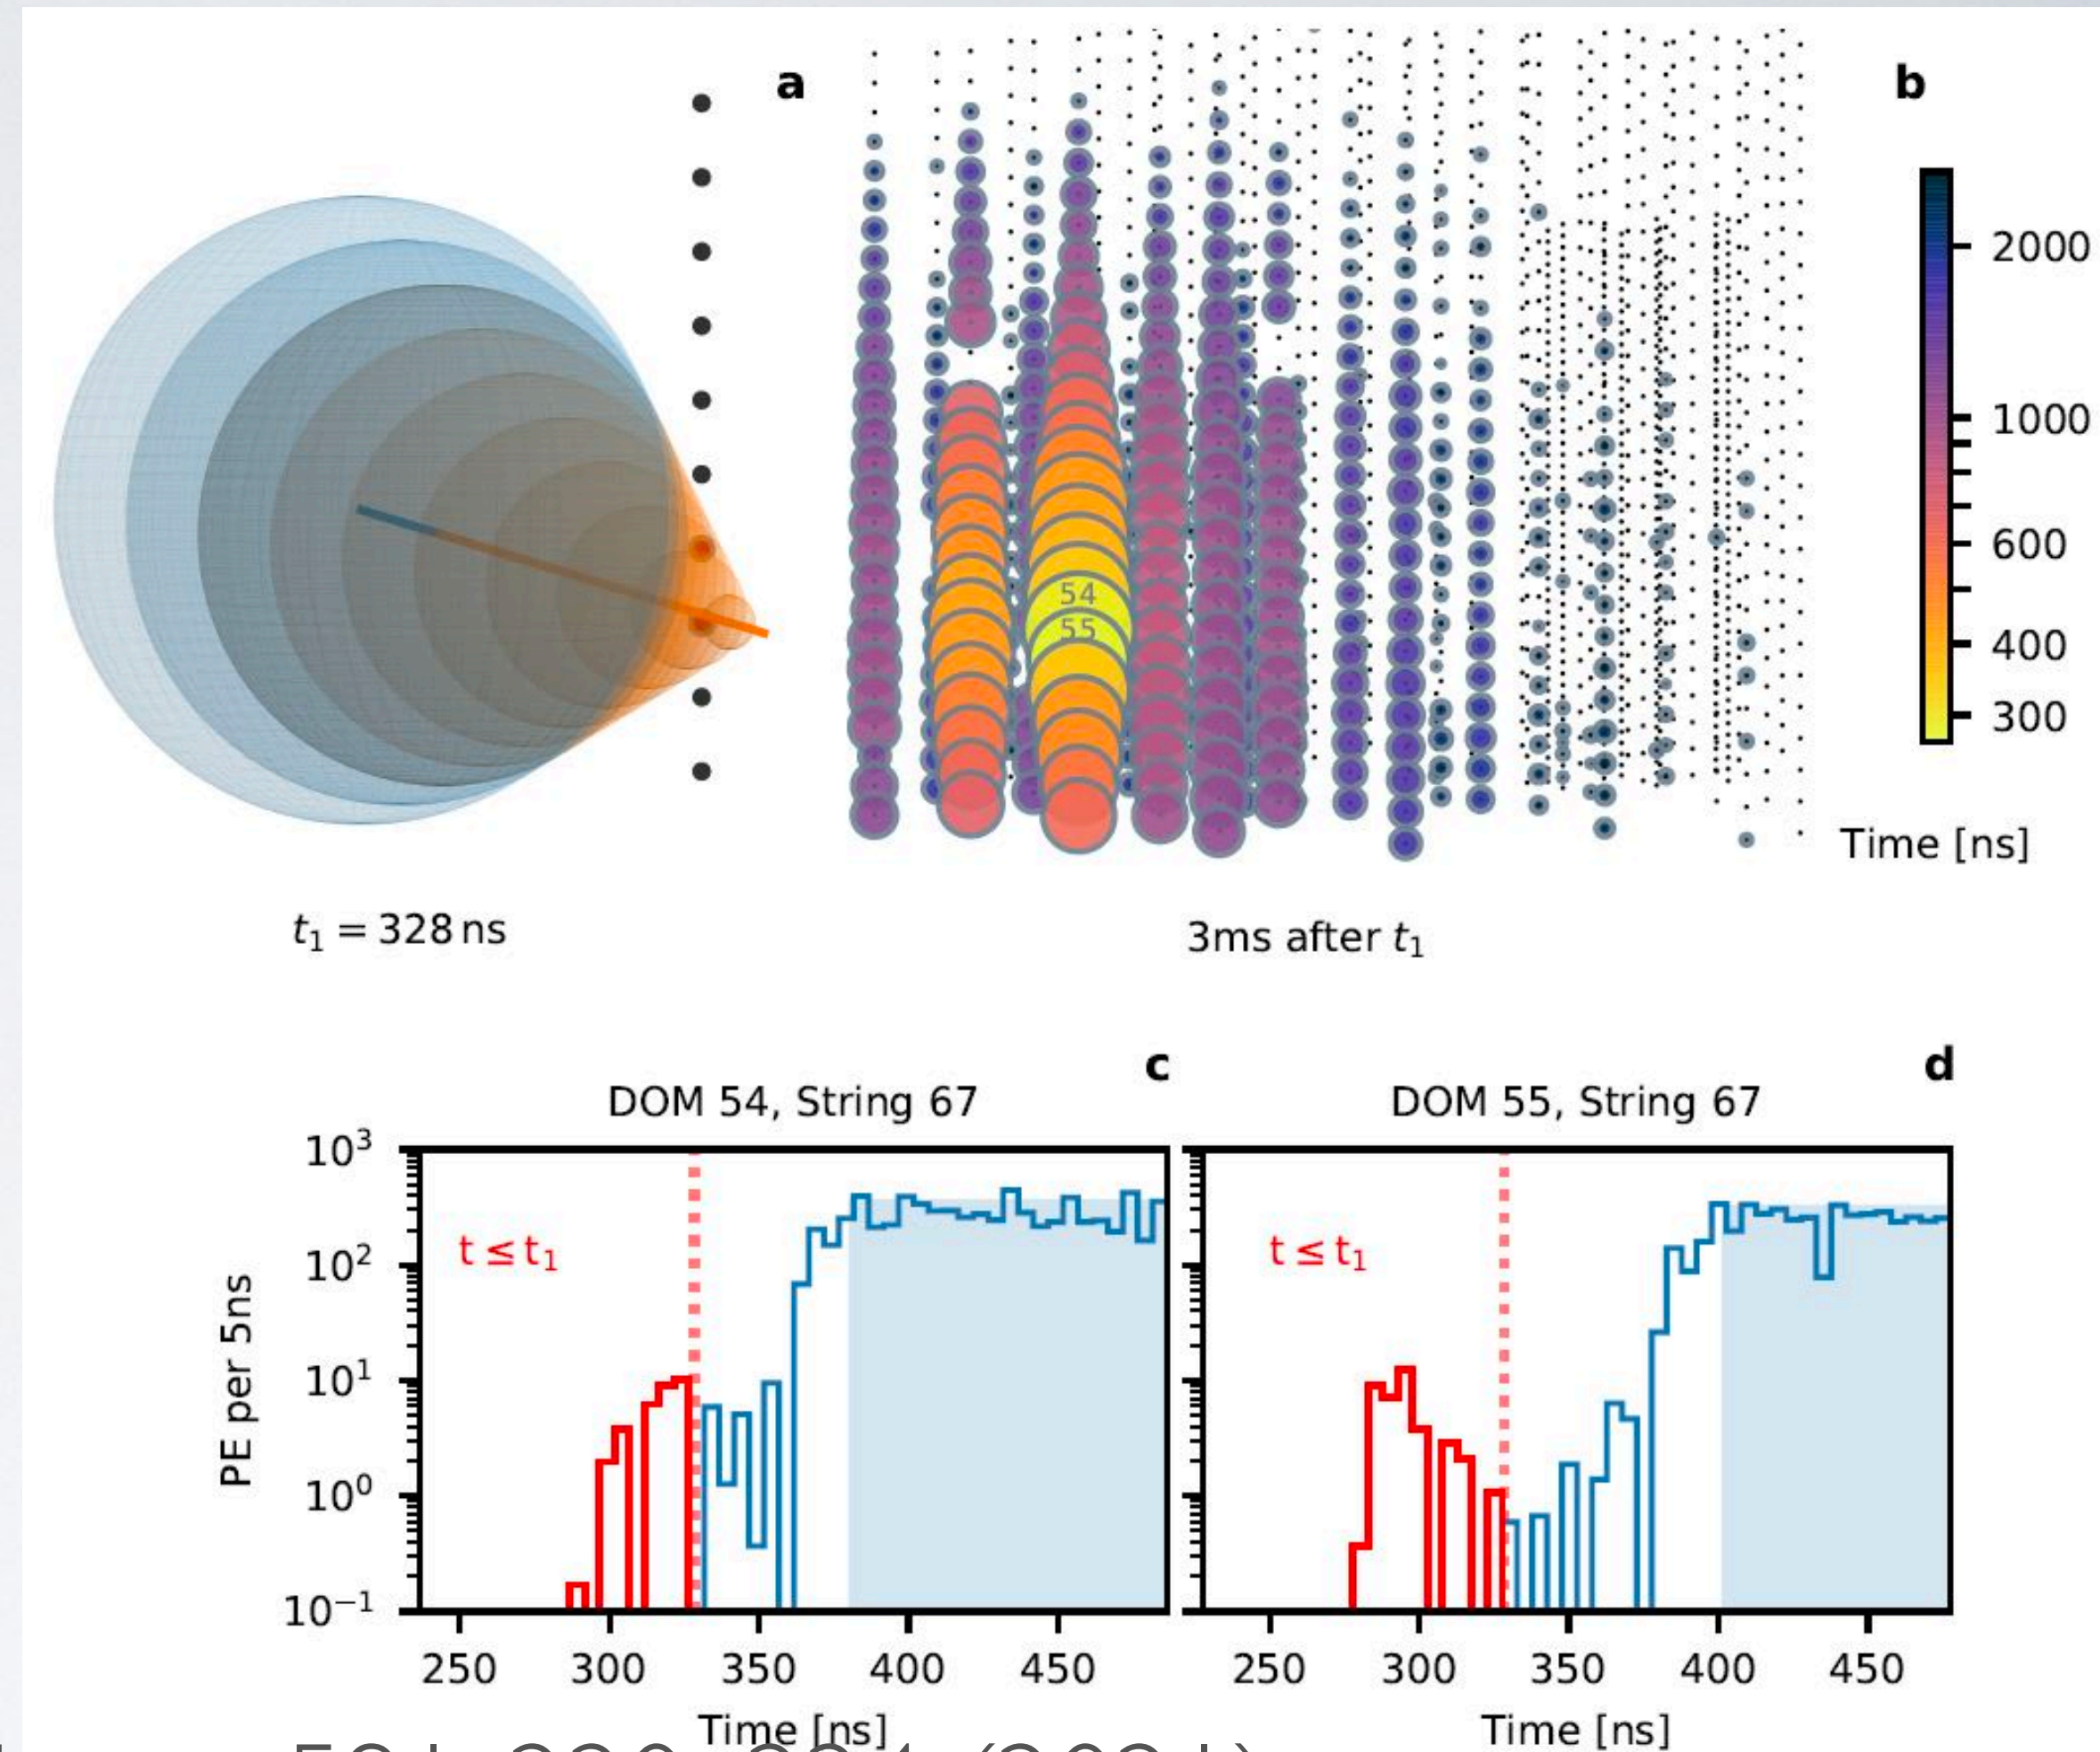 a
b
2000
1000
600
400
300
54
55
Time [ns]
t₁ = 328 ns
3ms after t₁
c
d
DOM 54, String 67
DOM 55, String 67
PE per 5ns
10³
10²
10¹
10⁰
10⁻¹
t ≤ t₁
t ≤ t₁
250 300 350 400 450
250 300 350 400 450
Time [ns]
Time [ns]